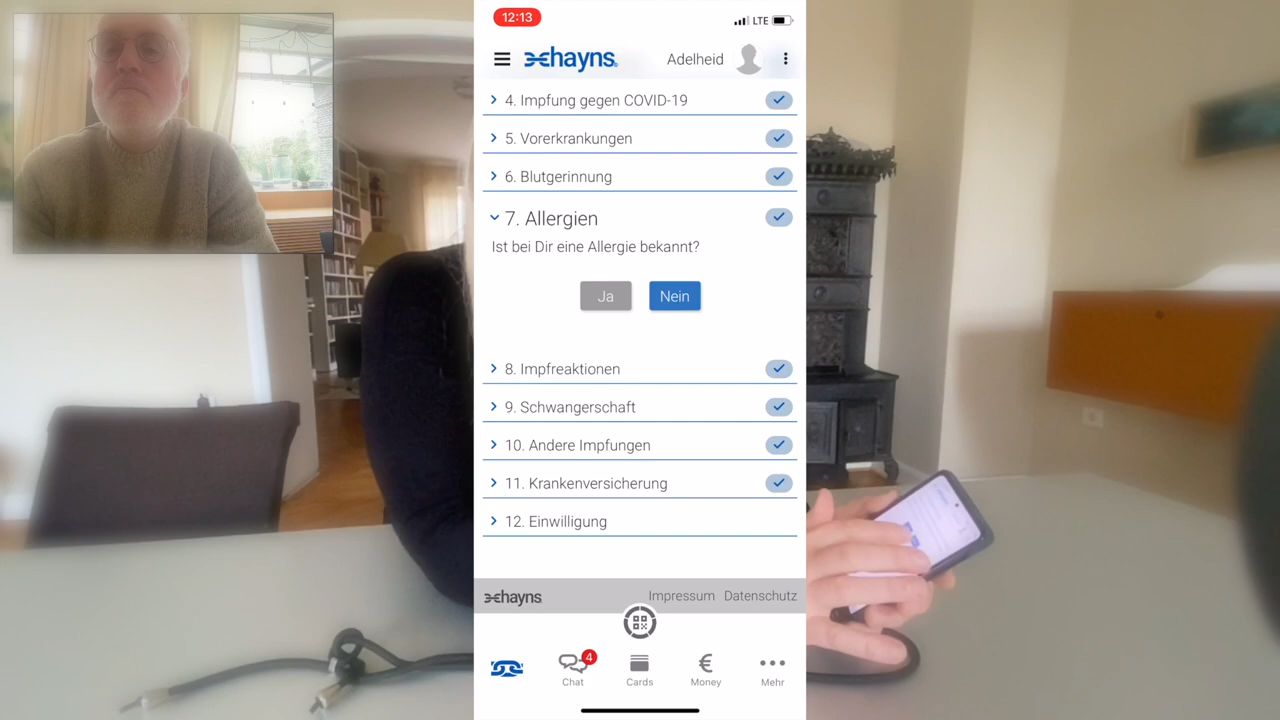 12:13
LTE
chayns®
Adelheid
4. Impfung gegen COVID-19
5. Vorerkrankungen
6. Blutgerinnung
7. Allergien
Ist bei Dir eine Allergie bekannt?
Ja
Nein
8. Impfreaktionen
9. Schwangerschaft
10. Andere Impfungen
11. Krankenversicherung
12. Einwilligung
chayns
Impressum
Datenschutz
4
Chat
Cards
€
Money
Mehr